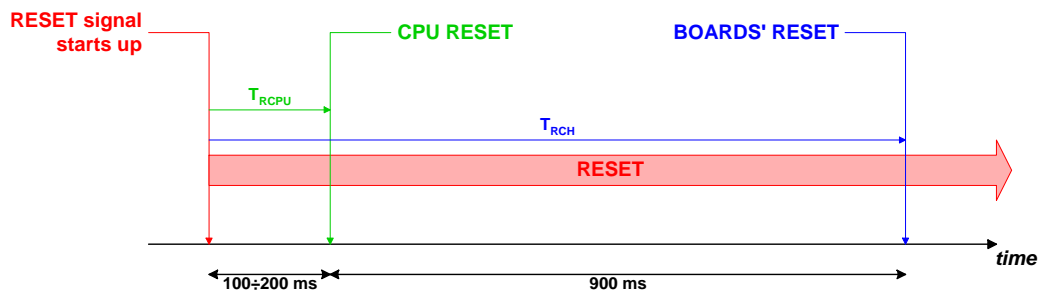 RESET signal
starts up
CPU RESET
BOARDS' RESET
TRCPU
TRCH
RESET
time
100÷200 ms
900 ms